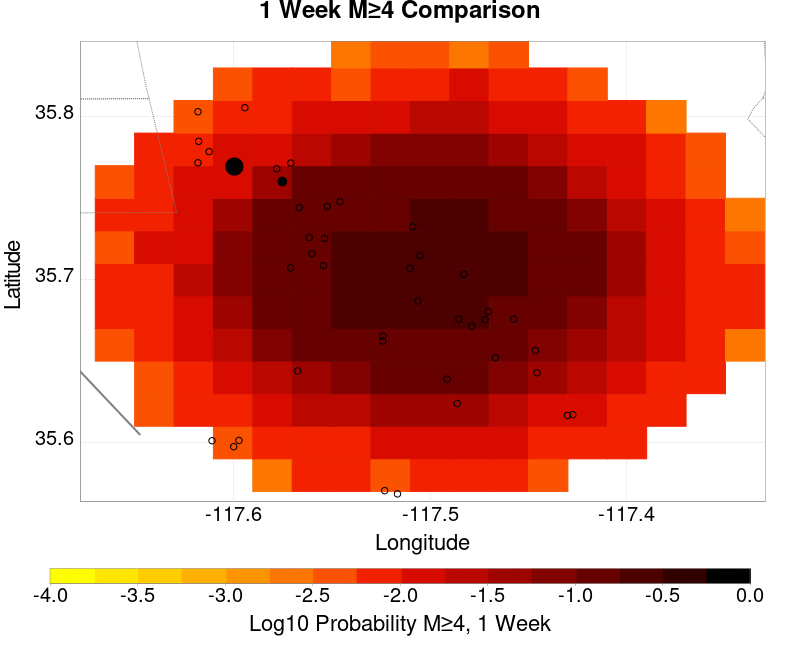 1 Week M≥4 Comparison
35.8
35.7
35.6
Latitude
-117.6 -117.5 -117.4
Longitude
-4.0 -3.5 -3.0 -2.5 -2.0 -1.5 -1.0 -0.5 0.0
Log10 Probability M≥4, 1 Week